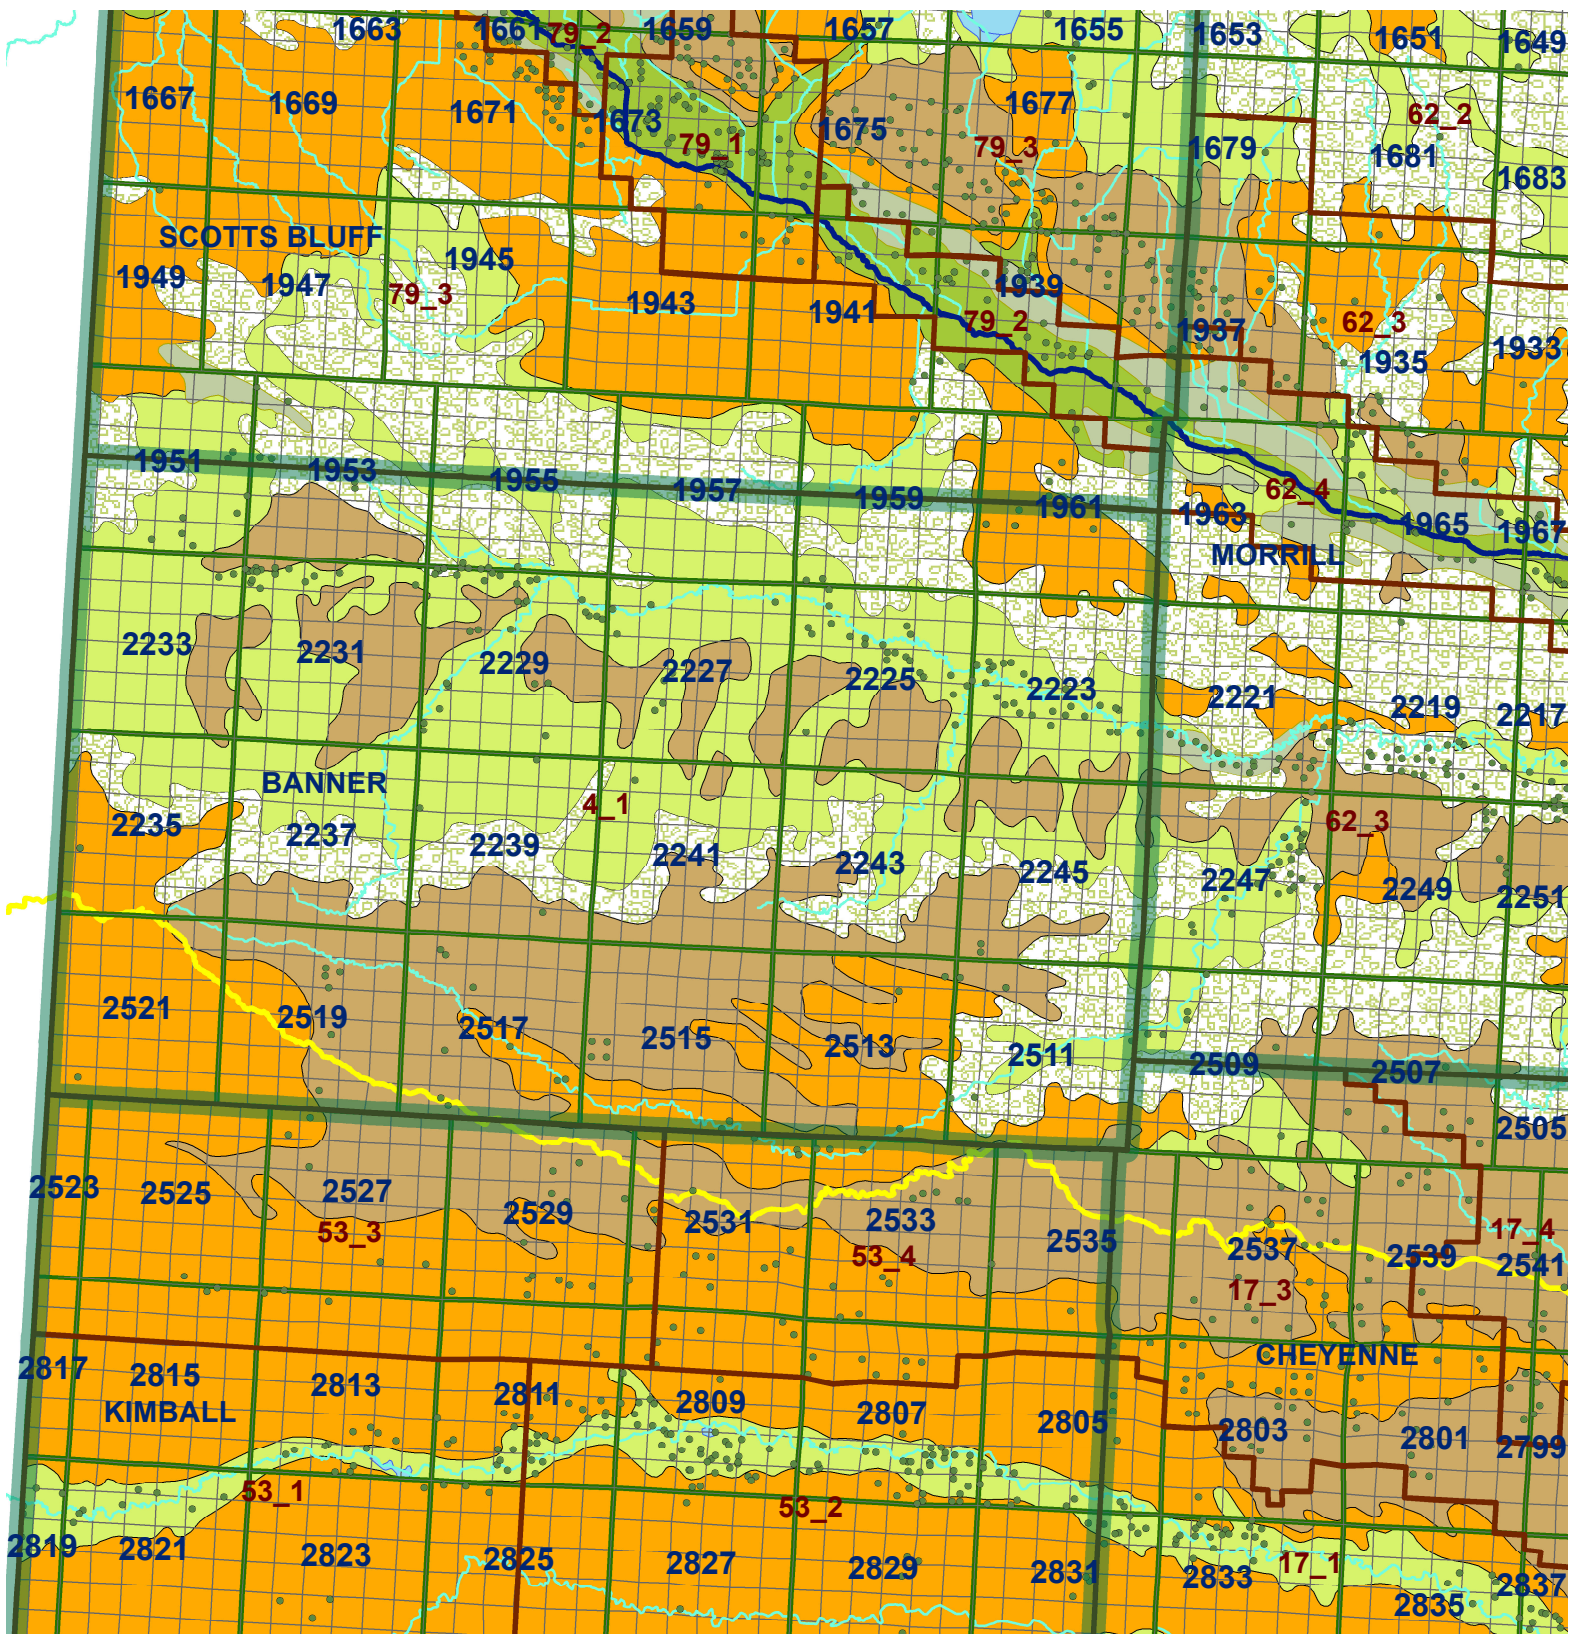 1663 1661 79_2 1659 1657 1655 1653 1651 1649
1667 1669 1671 1673 79_1 1675 1677 79_3 1679 62_2 1681 1683
SCOTTS BLUFF
1949 1947 79_3 1945 1943 1941 1939 79_2 1937 62_3 1935 1933
1951 1953 1955 1957 1959 1961 1963 62_4 1965 1967
MORRILL
2233 2231 2229 2227 2225 2223 2221 2219 2217
BANNER
2235 2237 2239 4_1 2241 2243 2245 2247 62_3 2249 2251
2521 2519 2517 2515 2513 2511 2509 2507
2505
2523 2525 2527 53_3 2529 2531 2533 53_4 2535 2537 17_3 2539 17_4 2541
CHEYENNE
2817 2815 2813 2811 2809 2807 2805 2803 2801 2799
KIMBALL
53_1 53_2
2819 2821 2823 2825 2827 2829 2831 2833 17_1 2835 2837